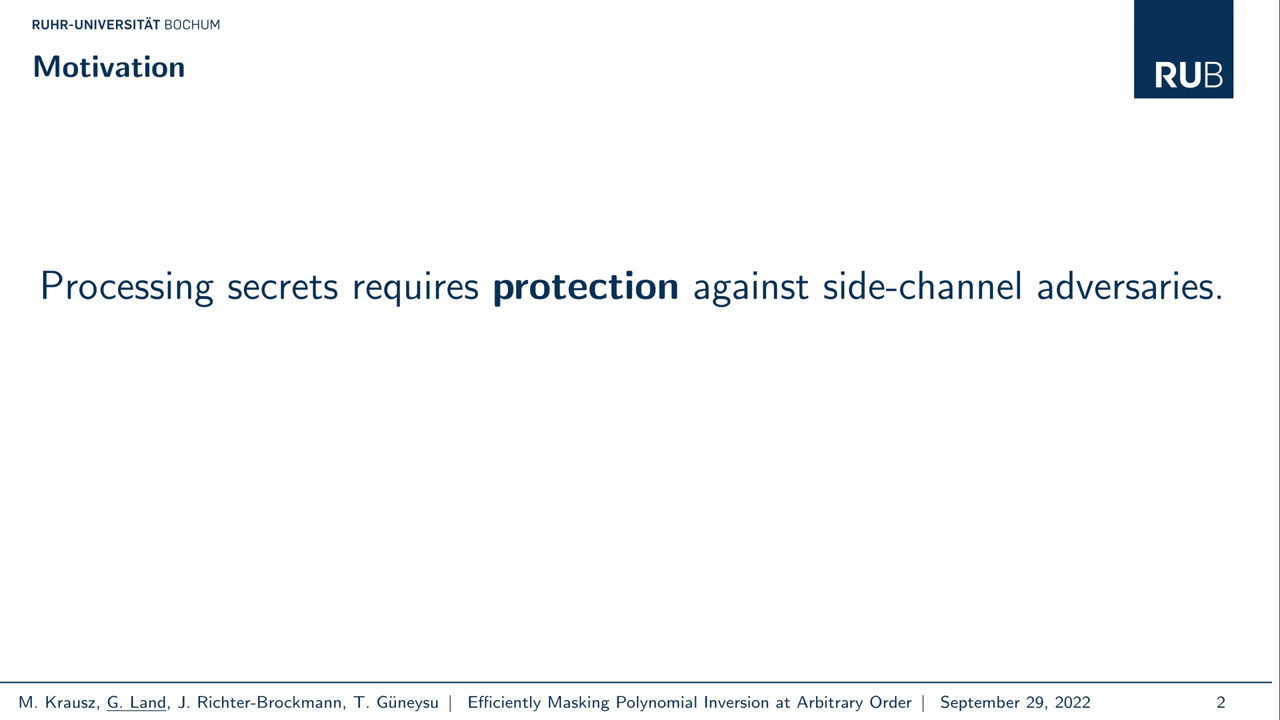 RUHR-UNIVERSITÄT BOCHUM
Motivation
RUB
Processing secrets requires protection against side-channel adversaries.
M. Krausz, G. Land, J. Richter-Brockmann, T. Güneysu | Efficiently Masking Polynomial Inversion at Arbitrary Order | September 29, 2022 2